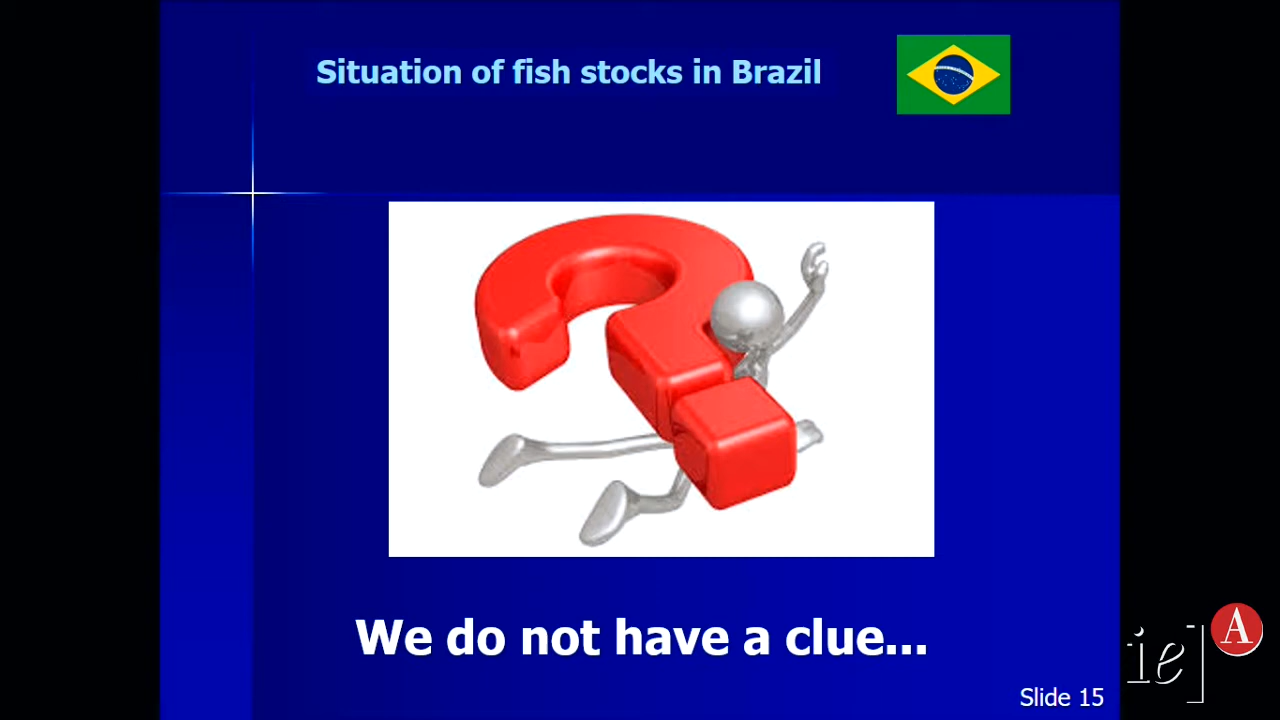 Situation of fish stocks in Brazil
We do not have a clue...
Slide 15
ie]
A